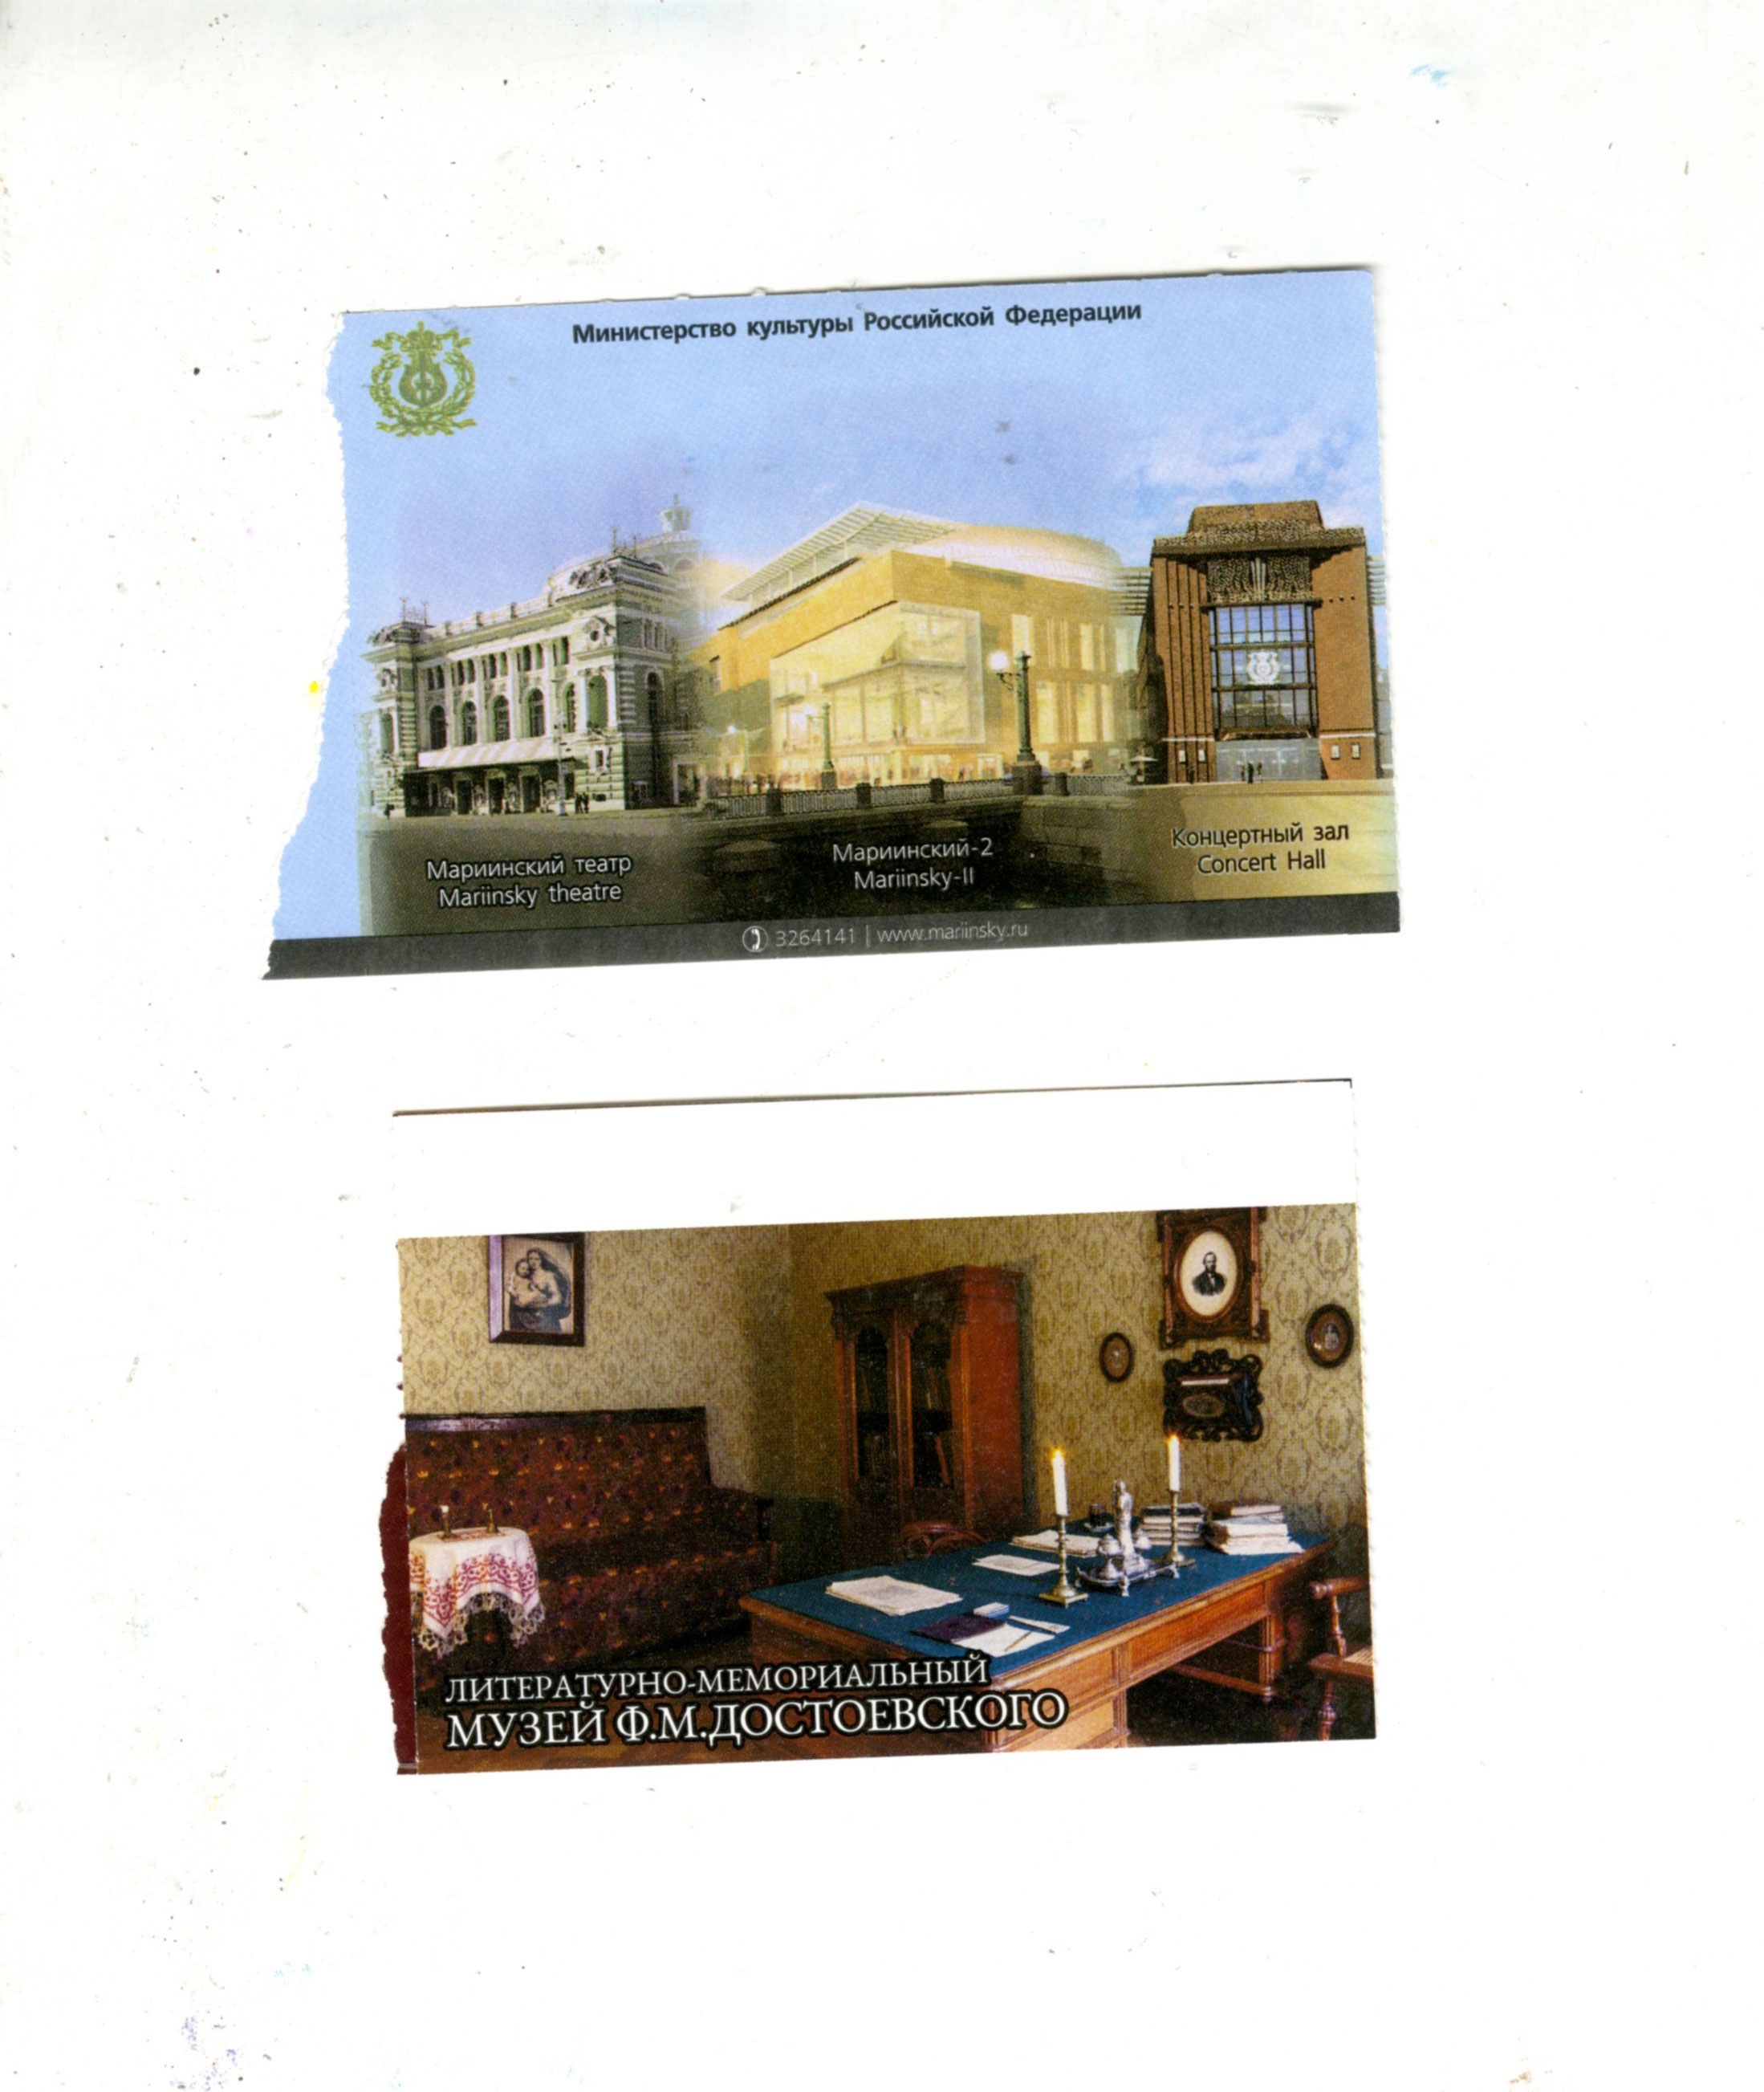 Министерство культуры Российской Федерации
Мариинский театр
Mariinsky theatre
Мариинский-2
Mariinsky-II
Концертный зал
Concert Hall
3264141 | www.mariinsky.ru
ЛИТЕРАТУРНО-МЕМОРИАЛЬНЫЙ
МУЗЕЙ Ф.М.ДОСТОЕВСКОГО